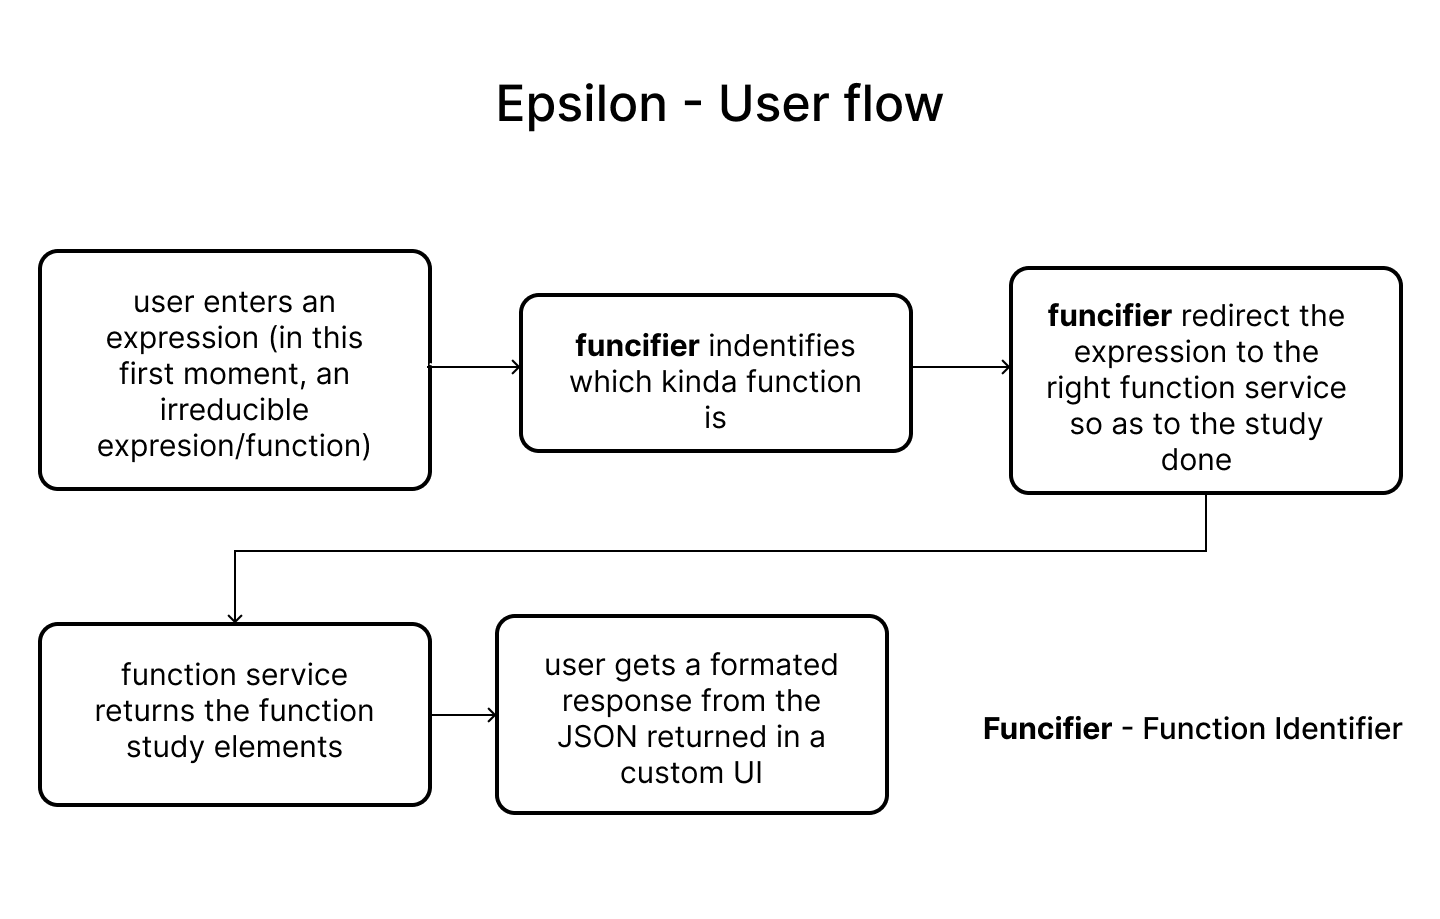 Epsilon - User flow
user enters an
expression (in this
first moment, an
irreducible
expresion/function)
funcifier indentifies
which kinda function
is
funcifier redirect the
expression to the
right function service
so as to the study
done
function service
returns the function
study elements
user gets a formated
response from the
JSON returned in a
custom UI
Funcifier - Function Identifier